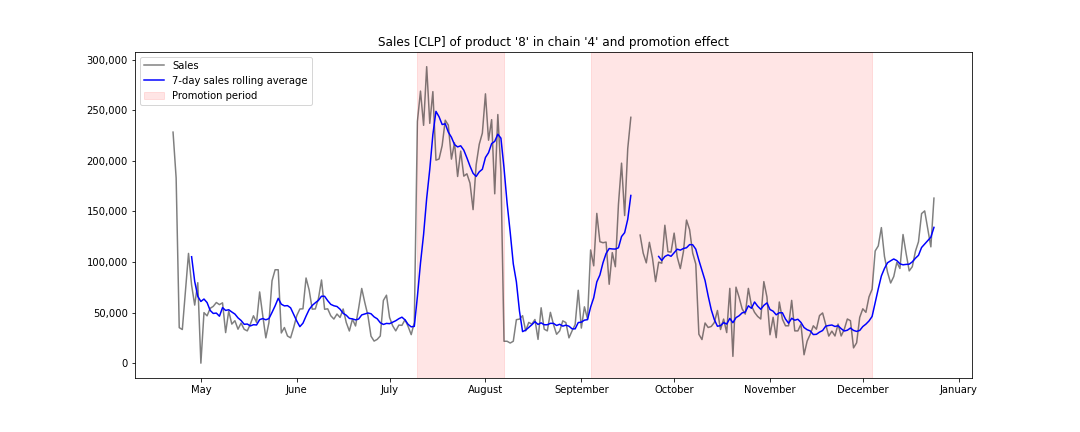 Sales [CLP] of product '8' in chain '4' and promotion effect
300,000
250,000
200,000
150,000
100,000
50,000
0
Sales
7-day sales rolling average
Promotion period
May June July August September October November December January